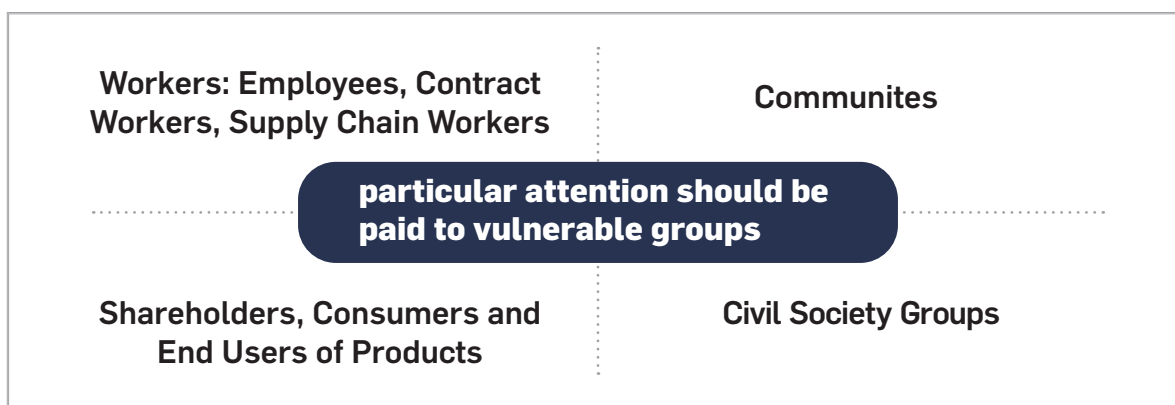 Workers: Employees, Contract
Workers, Supply Chain Workers
Communites
particular attention should be
paid to vulnerable groups
Shareholders, Consumers and
End Users of Products
Civil Society Groups